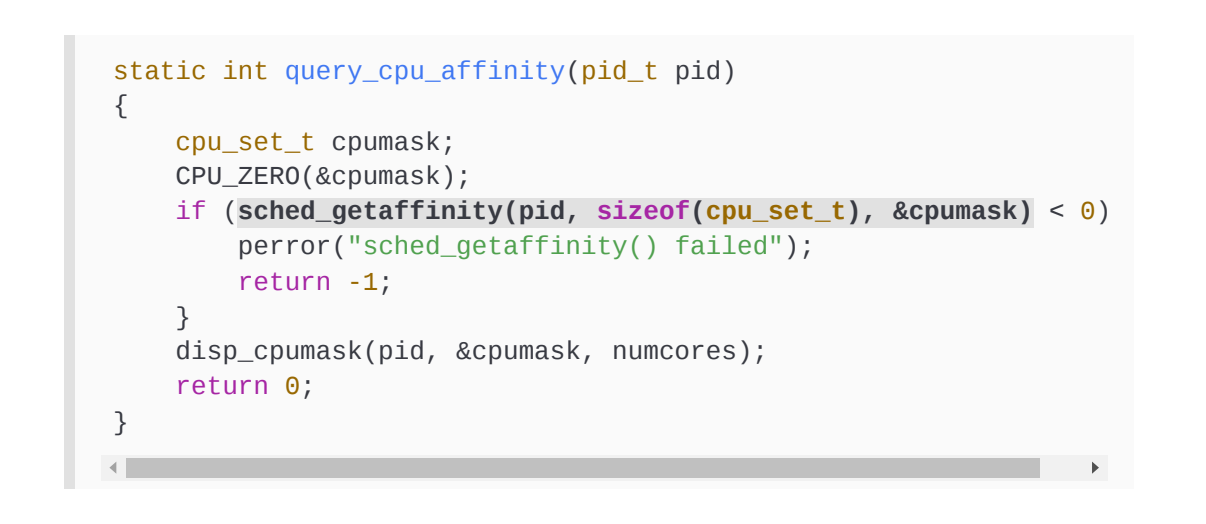 static int query_cpu_affinity(pid_t pid)
{
    cpu_set_t cpumask;
    CPU_ZERO(&cpumask);
    if (sched_getaffinity(pid, sizeof(cpu_set_t), &cpumask) < 0)
        perror("sched_getaffinity() failed");
        return -1;
    }
    disp_cpumask(pid, &cpumask, numcores);
    return 0;
}